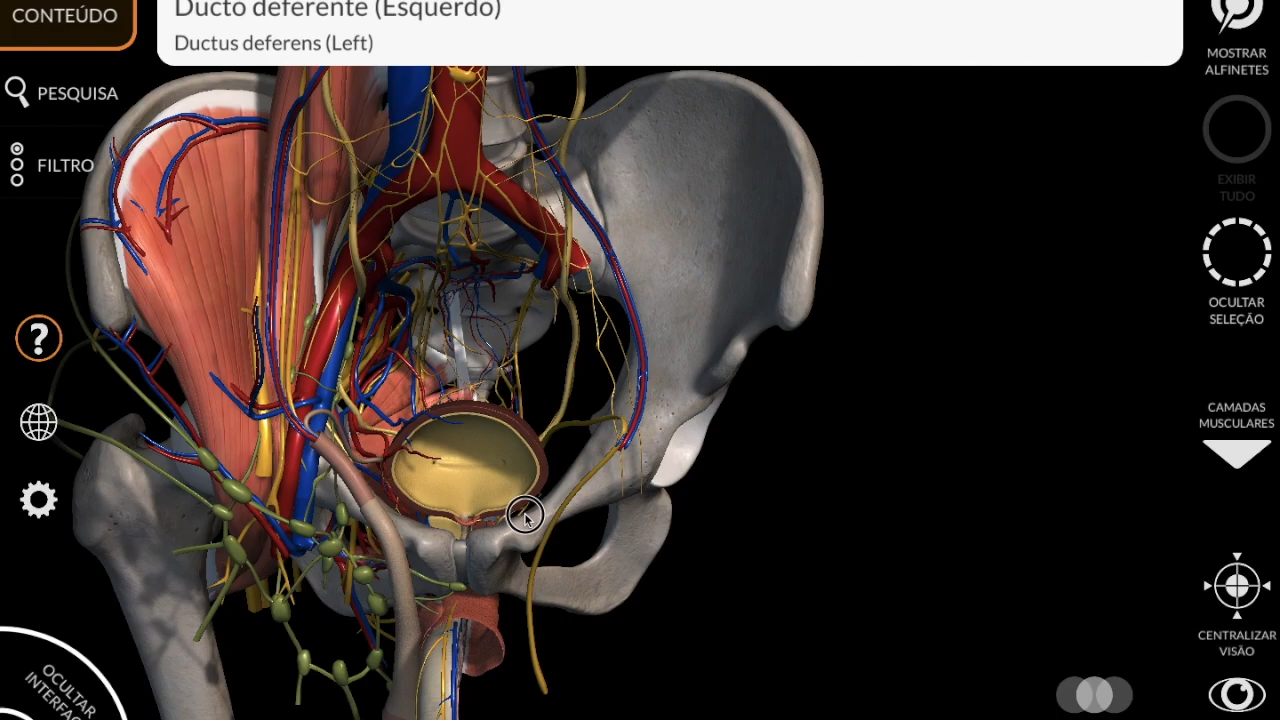 CONTEÚDO
Ducto deferente (Esquerdo)
Ductus deferens (Left)
PESQUISA
FILTRO
?
OCULTAR
INTERFAC
MOSTRAR
ALFINETES
EXIBIR
TUDO
OCULTAR
SELEÇÃO
CAMADAS
MUSCULARES
CENTRALIZAR
VISÃO